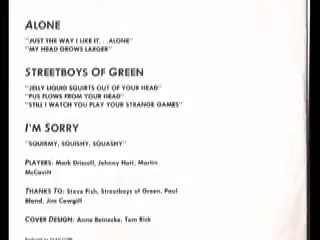 ALONE
"JUST THE WAY I LIKE IT. . .ALONE"
"MY HEAD GROWS LARGER"
STREETBOYS OF GREEN
"JELLY LIQUID SQUIRTS OUT OF YOUR HEAD"
"PUS FLOWS FROM YOUR HEAD"
"STILL I WATCH YOU PLAY YOUR STRANGE GAMES"
I'M SORRY
"SQUIRMY, SQUISHY, SQUASHY"
PLAYERS: Mark Driscoll, Johnny Hott, Martin
McCavitt
THANKS TO: Steve Fish, Streetboys of Green, Paul
Bland, Jim Cowgill
COVER DESIGN: Anne Beinecke, Tom Rick